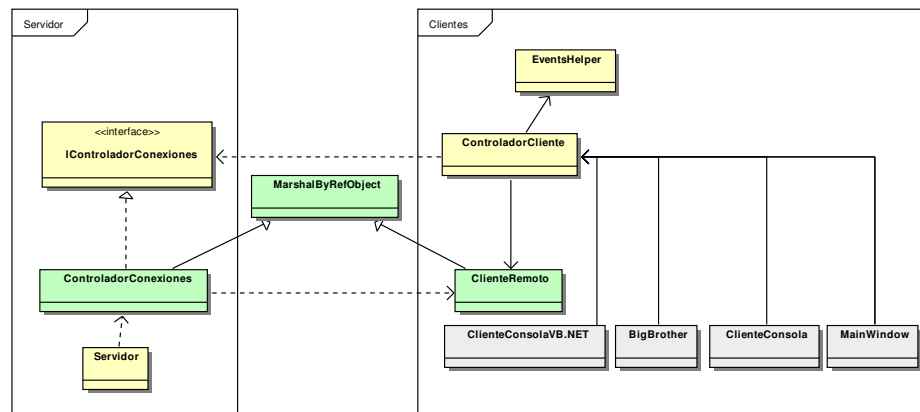 Servidor
Clientes
EventsHelper
<<interface>>
IControladorConexiones
ControladorCliente
MarshalByRefObject
ControladorConexiones
ClienteRemoto
ClienteConsolaVB.NET
BigBrother
ClienteConsola
MainWindow
Servidor